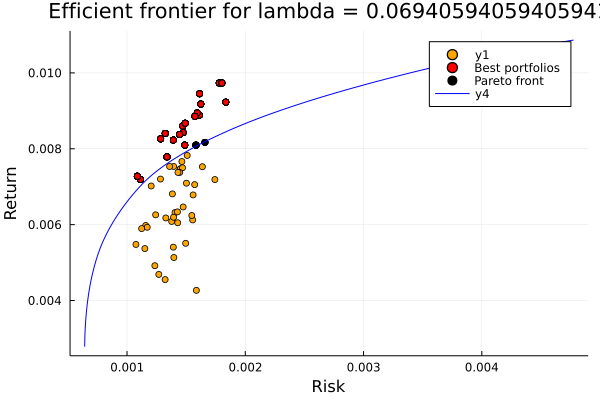 Efficient frontier for lambda = 0.0694059405940594
y1
Best portfolios
Pareto front
y4
0.010
0.008
0.006
0.004
Return
0.001
0.002
0.003
0.004
Risk